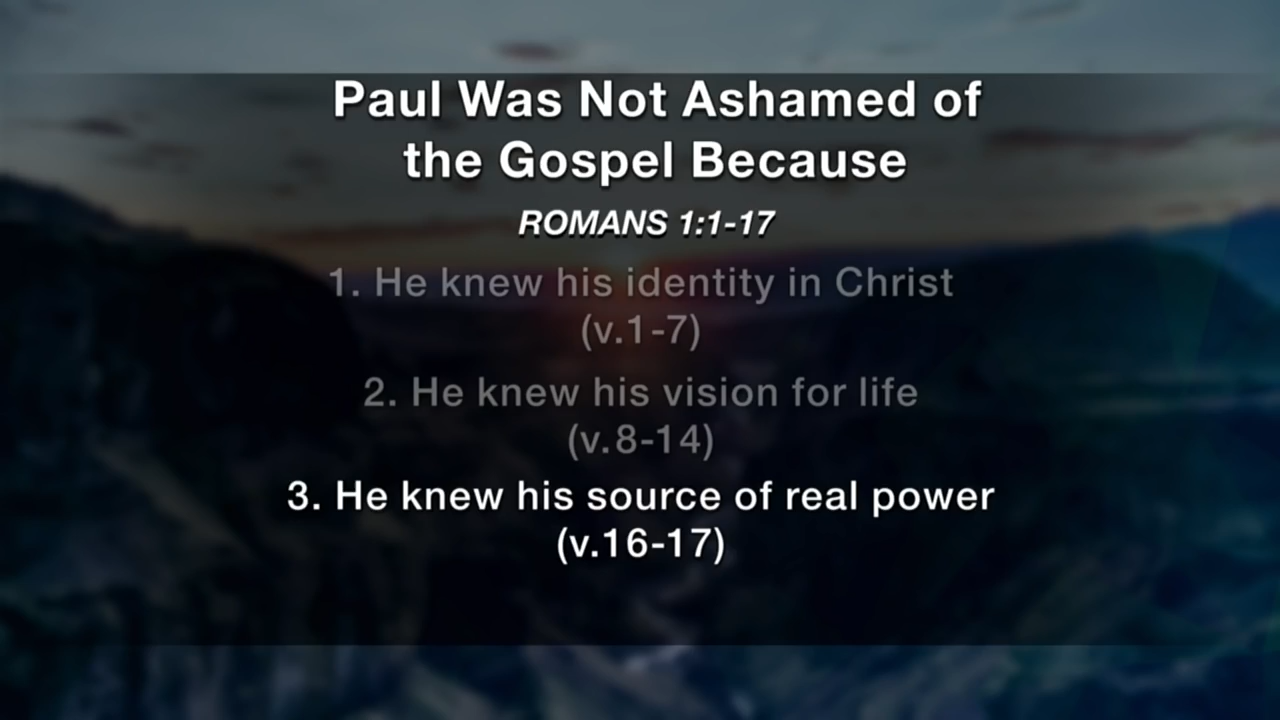 Paul Was Not Ashamed of
the Gospel Because
ROMANS 1:1-17
1. He knew his identity in Christ
(v.1-7)
2. He knew his vision for life
(v.8-14)
3. He knew his source of real power
(v.16-17)